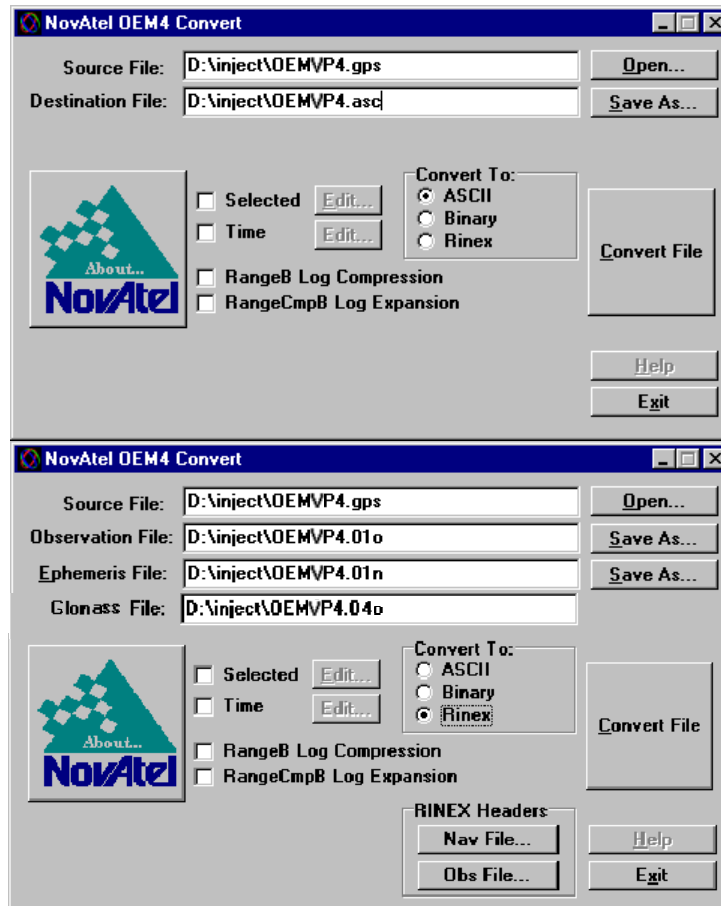 NovAtel OEM4 Convert
Source File: D:\inject\OEMVP4.gps Open...
Destination File: D:\inject\OEMVP4.asc Save As...
Convert To:
Selected Edit... ASCII
Time Edit... Binary
Rinex
Convert File
About...
NovAtel
RangeB Log Compression
RangeCmpB Log Expansion
Help
Exit
NovAtel OEM4 Convert
Source File: D:\inject\OEMVP4.gps Open...
Observation File: D:\inject\OEMVP4.01o Save As...
Ephemeris File: D:\inject\OEMVP4.01n Save As...
Glonass File: D:\inject\OEMVP4.04o
Convert To:
Selected Edit... ASCII
Time Edit... Binary
Rinex
Convert File
About...
NovAtel
RangeB Log Compression
RangeCmpB Log Expansion
RINEX Headers
Nav File... Help
Obs File... Exit